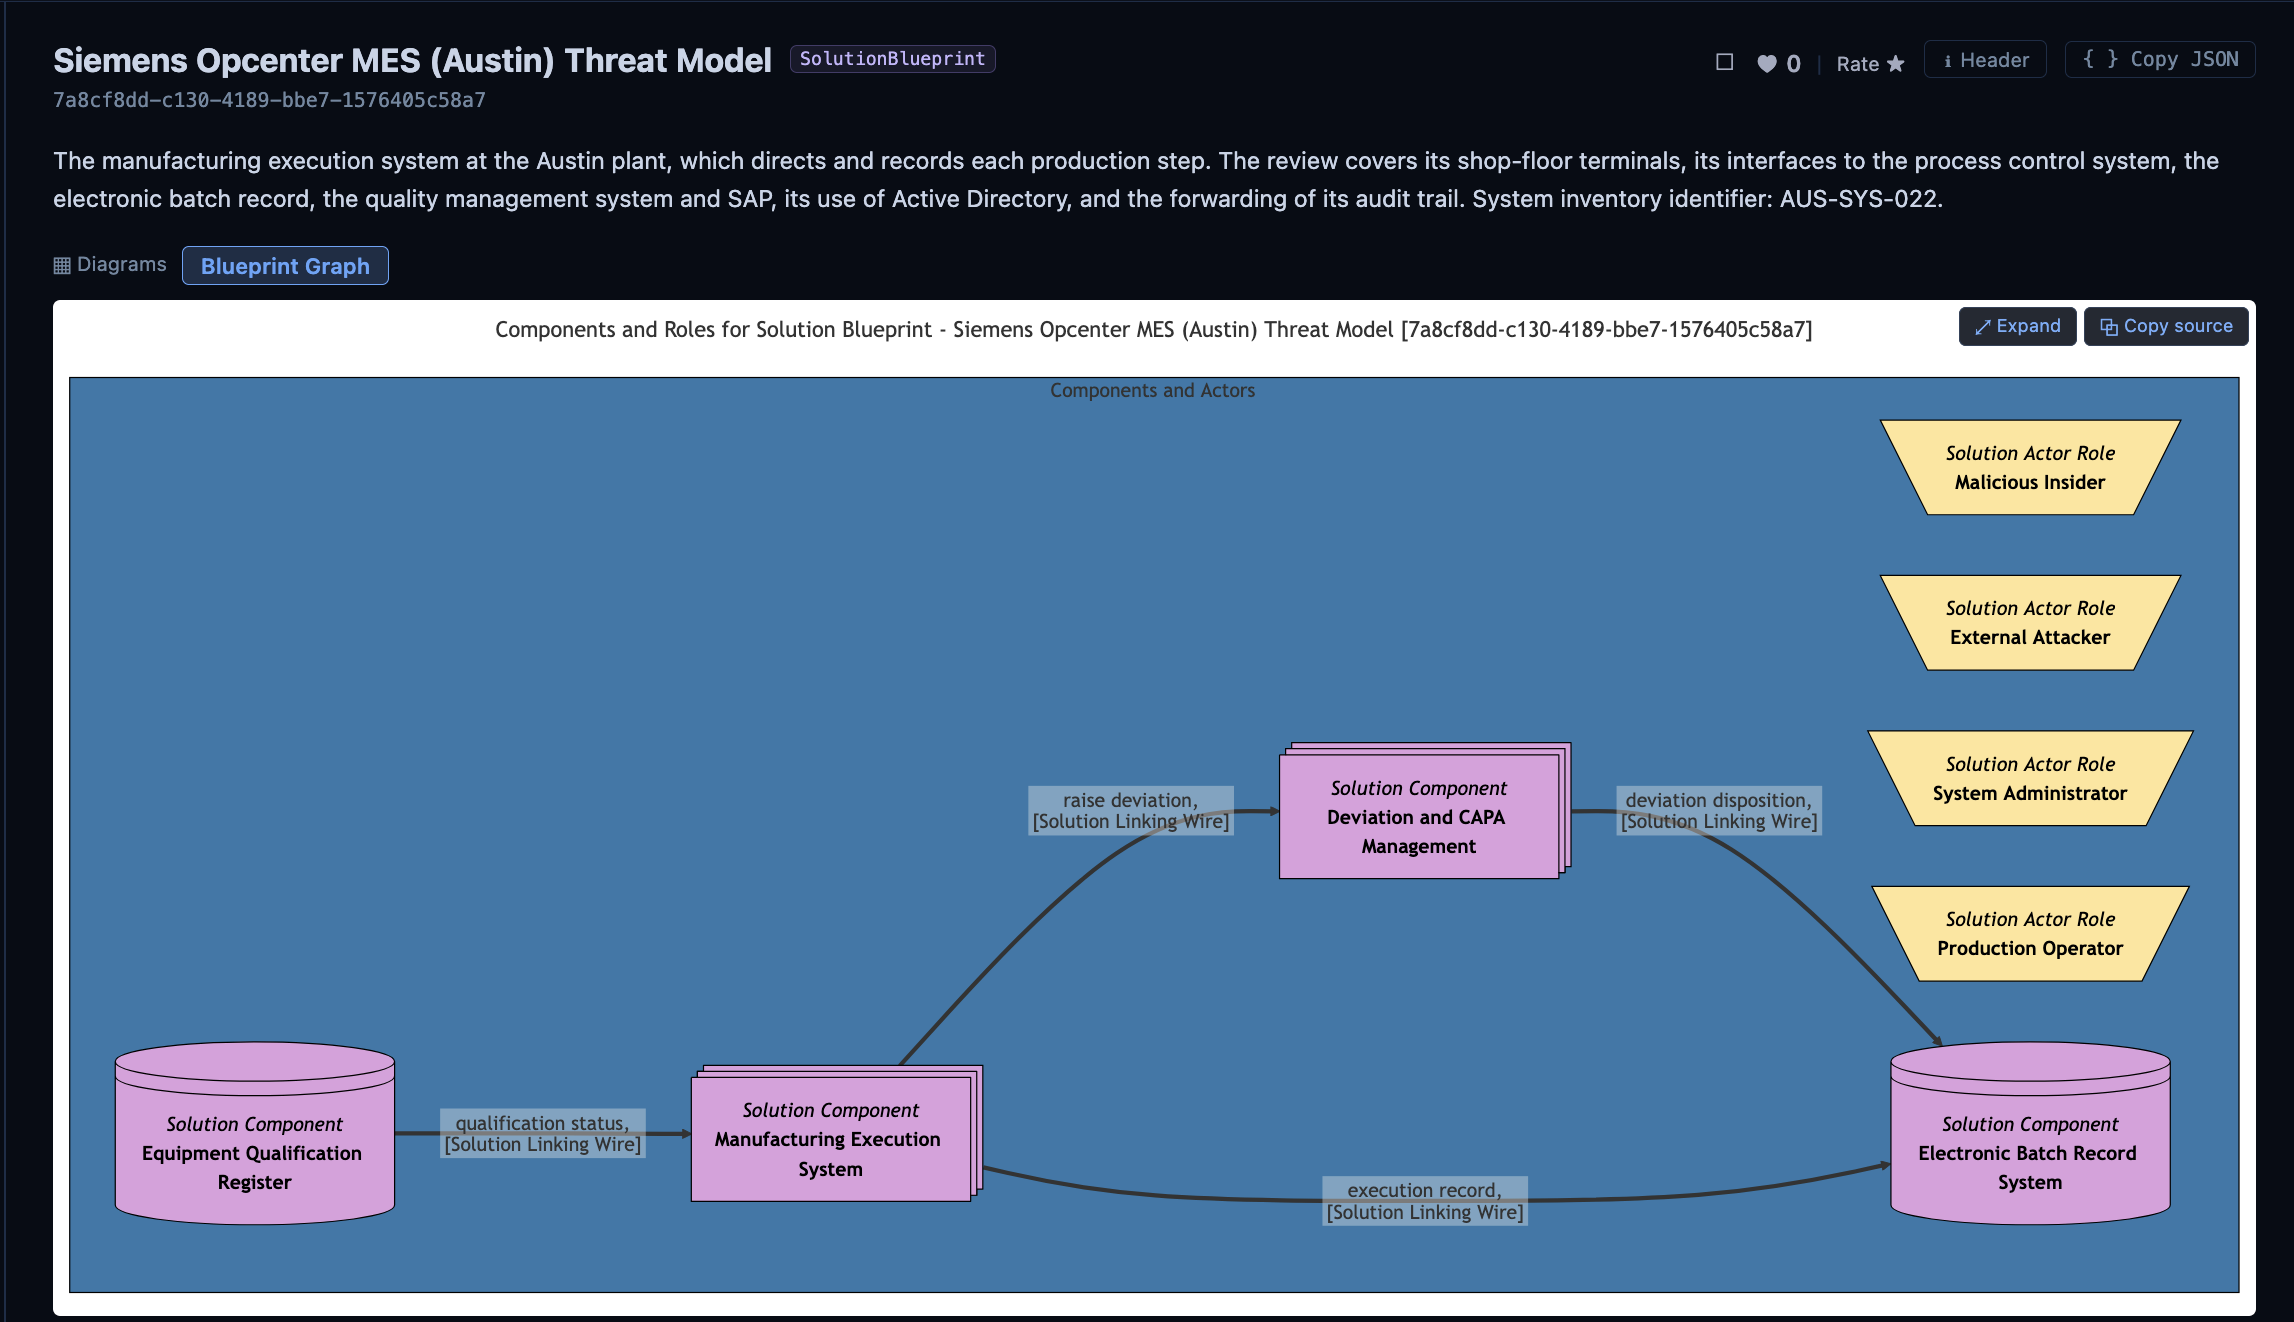 Siemens Opcenter MES (Austin) Threat Model
SolutionBlueprint
0
Rate ★
i Header
{ } Copy JSON
7a8cf8dd-c130-4189-bbe7-1576405c58a7
The manufacturing execution system at the Austin plant, which directs and records each production step. The review covers its shop-floor terminals, its interfaces to the process control system, the
electronic batch record, the quality management system and SAP, its use of Active Directory, and the forwarding of its audit trail. System inventory identifier: AUS-SYS-022.
Diagrams
Blueprint Graph
Components and Roles for Solution Blueprint - Siemens Opcenter MES (Austin) Threat Model [7a8cf8dd-c130-4189-bbe7-1576405c58a7]
Expand
Copy source
Components and Actors
Solution Actor Role
Malicious Insider
Solution Actor Role
External Attacker
Solution Actor Role
System Administrator
raise deviation,
[Solution Linking Wire]
Solution Component
Deviation and CAPA
Management
deviation disposition,
[Solution Linking Wire]
Solution Actor Role
Production Operator
Solution Component
Equipment Qualification
Register
qualification status,
[Solution Linking Wire]
Solution Component
Manufacturing Execution
System
execution record,
[Solution Linking Wire]
Solution Component
Electronic Batch Record
System